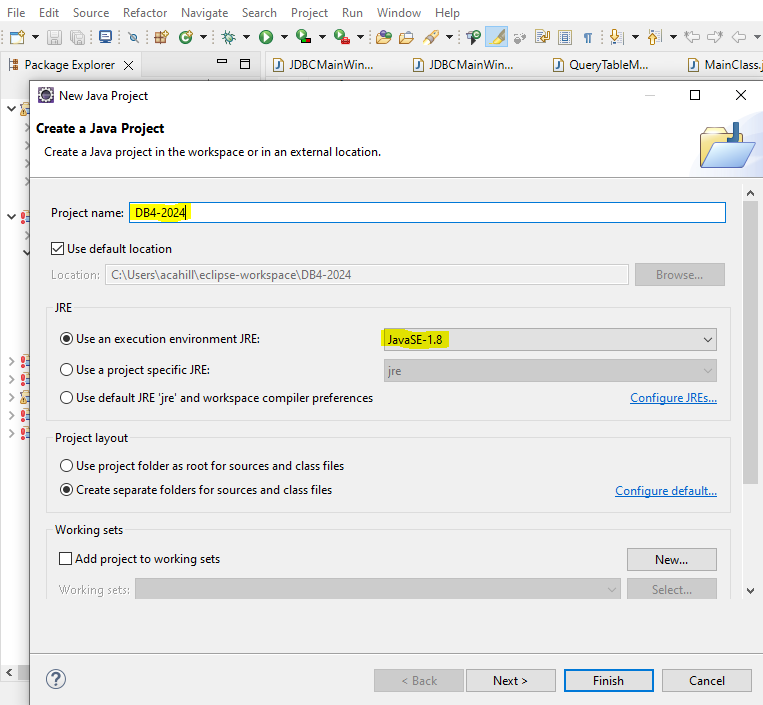 File Edit Source Refactor Navigate Search Project Run Window Help
Package Explorer JDBCMainWin... JDBCMainWin... QueryTableM... MainClass.j
New Java Project
Create a Java Project
Create a Java project in the workspace or in an external location.
Project name: DB4-2024
Use default location
Location: C:\Users\acahill\eclipse-workspace\DB4-2024 Browse...
JRE
Use an execution environment JRE: JavaSE-1.8
Use a project specific JRE: jre
Use default JRE 'jre' and workspace compiler preferences Configure JREs...
Project layout
Use project folder as root for sources and class files
Create separate folders for sources and class files Configure default...
Working sets
Add project to working sets New...
Working sets: Select...
? < Back Next > Finish Cancel